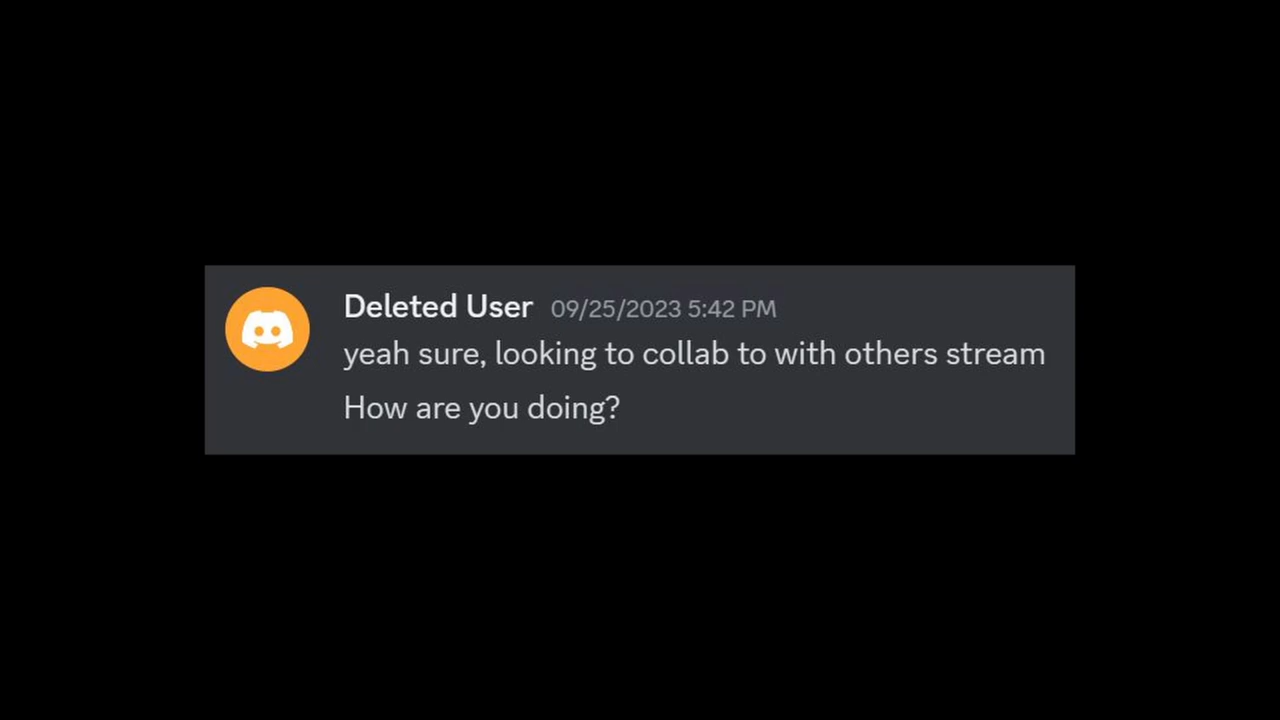 Deleted User 09/25/2023 5:42 PM
yeah sure, looking to collab to with others stream
How are you doing?